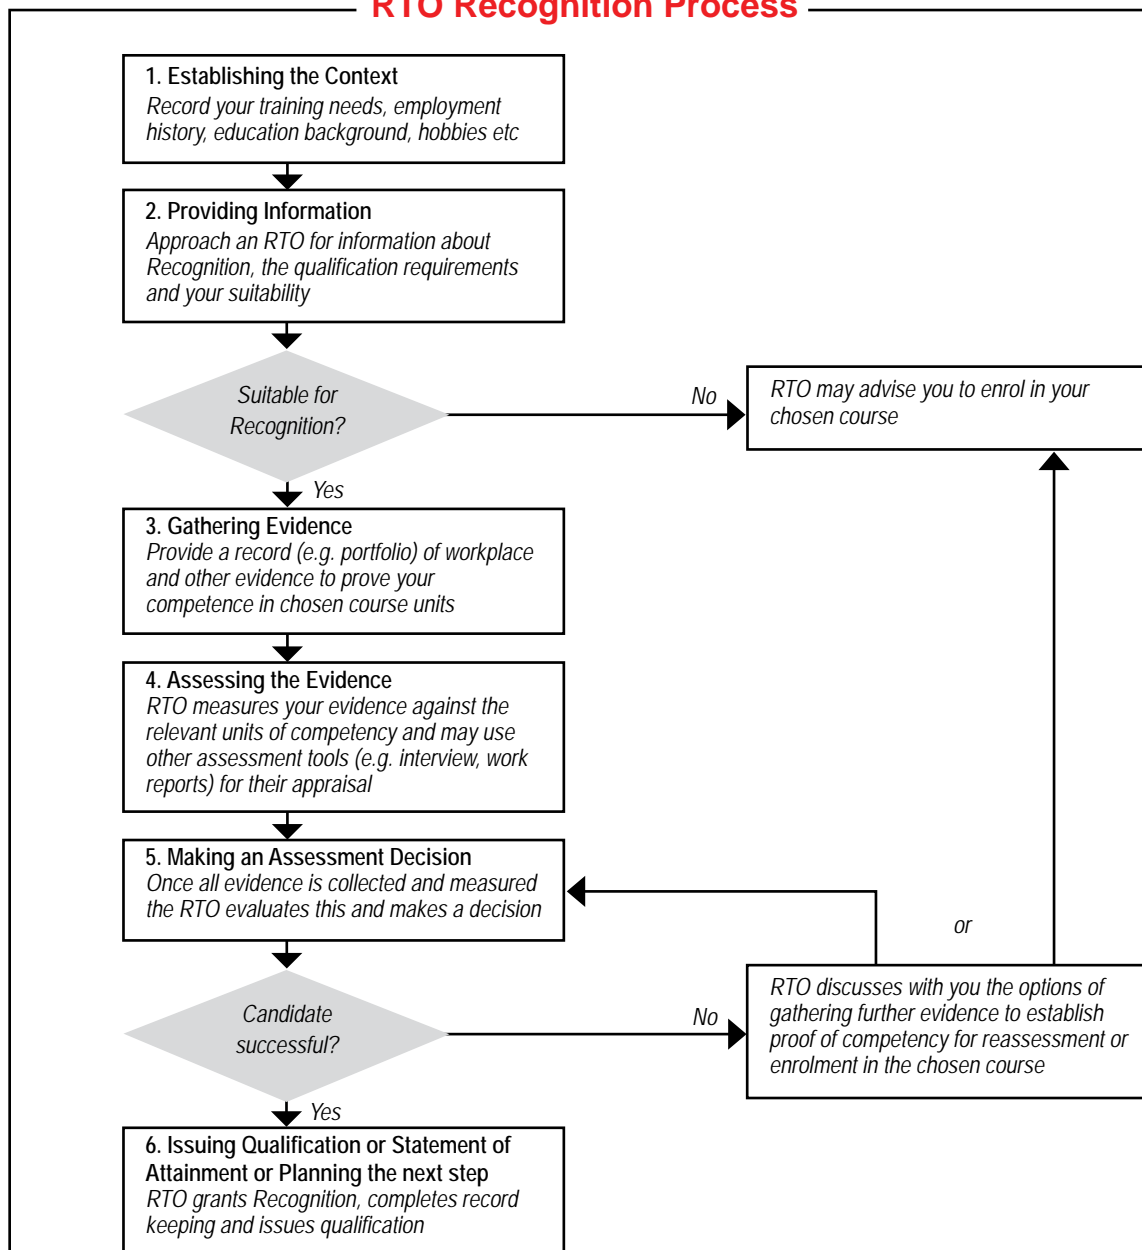 RTO Recognition Process
1. Establishing the Context
Record your training needs, employment
history, education background, hobbies etc
2. Providing Information
Approach an RTO for information about
Recognition, the qualification requirements
and your suitability
Suitable for
Recognition?
No
RTO may advise you to enrol in your
chosen course
Yes
3. Gathering Evidence
Provide a record (e.g. portfolio) of workplace
and other evidence to prove your
competence in chosen course units
4. Assessing the Evidence
RTO measures your evidence against the
relevant units of competency and may use
other assessment tools (e.g. interview, work
reports) for their appraisal
5. Making an Assessment Decision
Once all evidence is collected and measured
the RTO evaluates this and makes a decision
or
Candidate
successful?
No
RTO discusses with you the options of
gathering further evidence to establish
proof of competency for reassessment or
enrolment in the chosen course
Yes
6. Issuing Qualification or Statement of
Attainment or Planning the next step
RTO grants Recognition, completes record
keeping and issues qualification